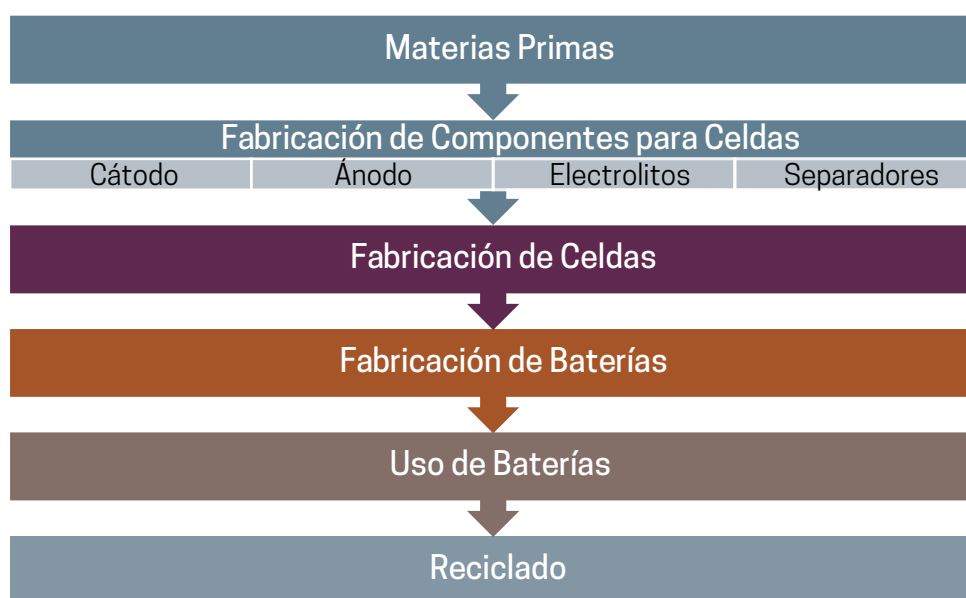 Materias Primas
Fabricación de Componentes para Celdas
Cátodo Ánodo Electrolitos Separadores
Fabricación de Celdas
Fabricación de Baterías
Uso de Baterías
Reciclado